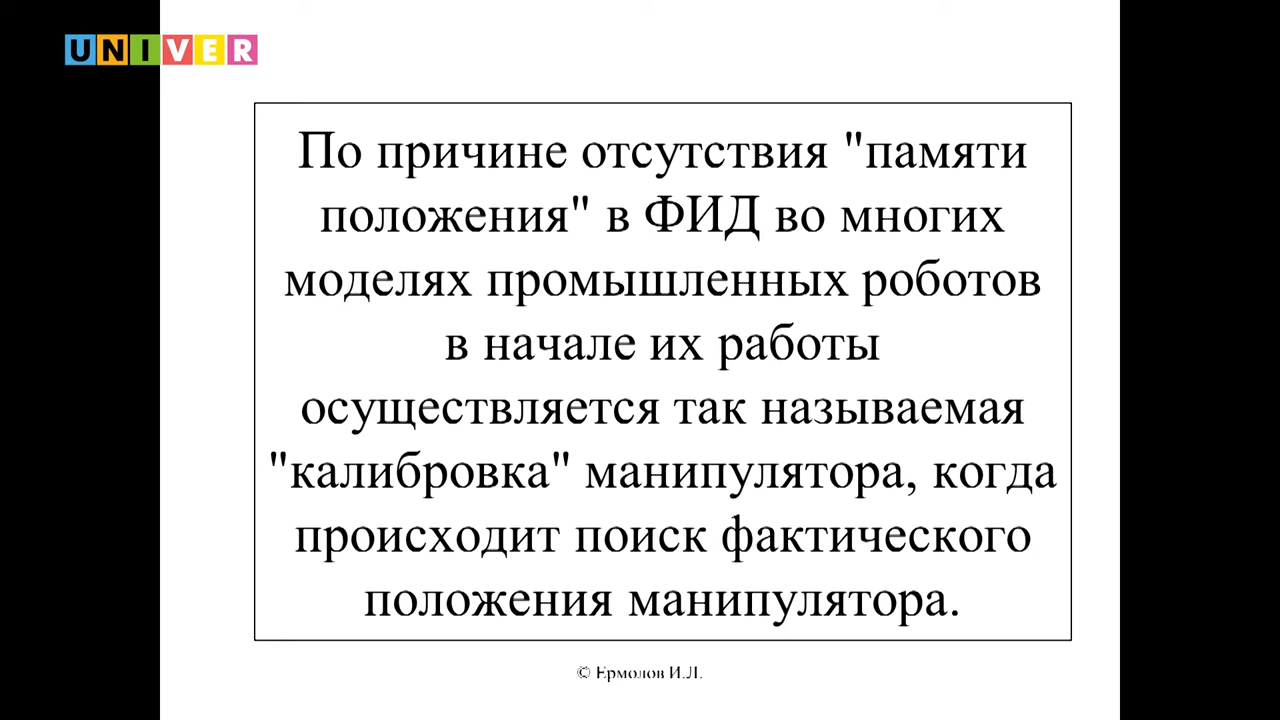 UNIVER
По причине отсутствия "памяти
положения" в ФИД во многих
моделях промышленных роботов
в начале их работы
осуществляется так называемая
"калибровка" манипулятора, когда
происходит поиск фактического
положения манипулятора.
© Ермолов И.Л.